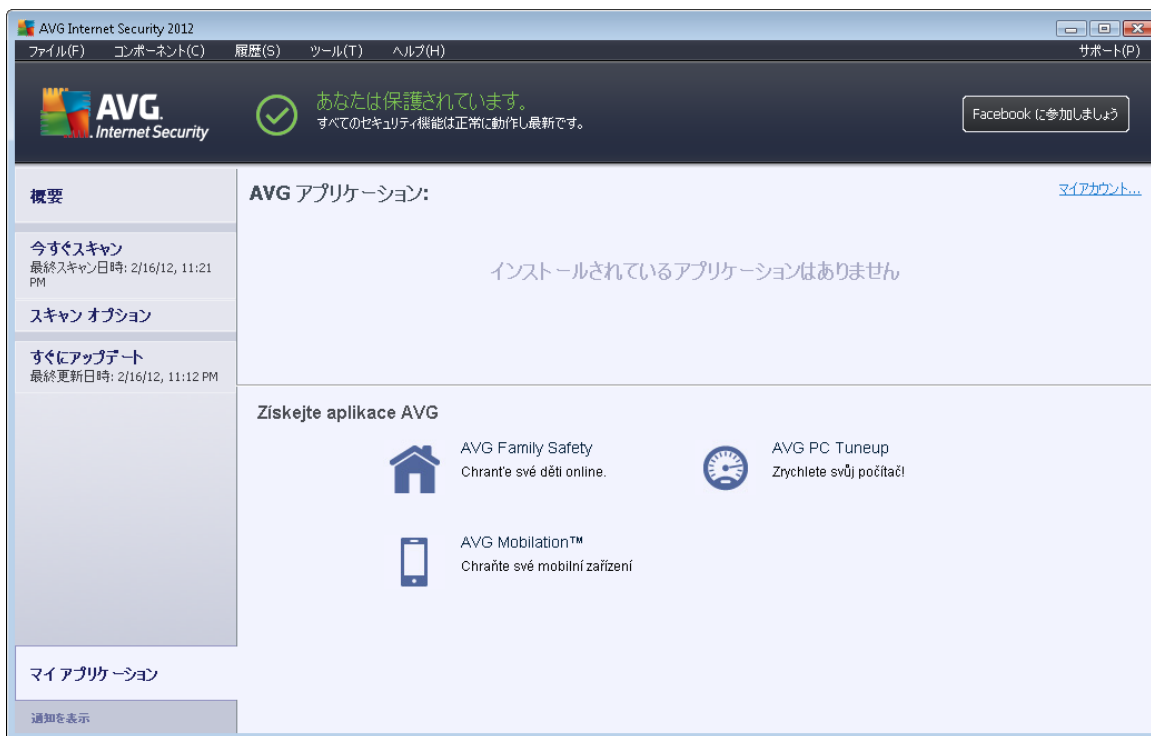 AVG Internet Security 2012
ファイル(F) コンポーネント(C) 履歴(S) ツール(T) ヘルプ(H) サポート(P)
AVG.
Internet Security
あなたは保護されています。
すべてのセキュリティ機能は正常に動作し最新です。
Facebook に参加しましょう
概要
今すぐスキャン
最終スキャン日時: 2/16/12, 11:21
PM
スキャン オプション
すぐにアップデート
最終更新日時: 2/16/12, 11:12 PM
マイ アプリケーション
通知を表示
AVG アプリケーション:
マイアカウント...
インストールされているアプリケーションはありません
Získejte aplikace AVG
AVG Family Safety
Chranťe své děti online.
AVG PC Tuneup
Zrychlete svůj počítač!
AVG Mobilation™
Chraňte své mobilní zařízení